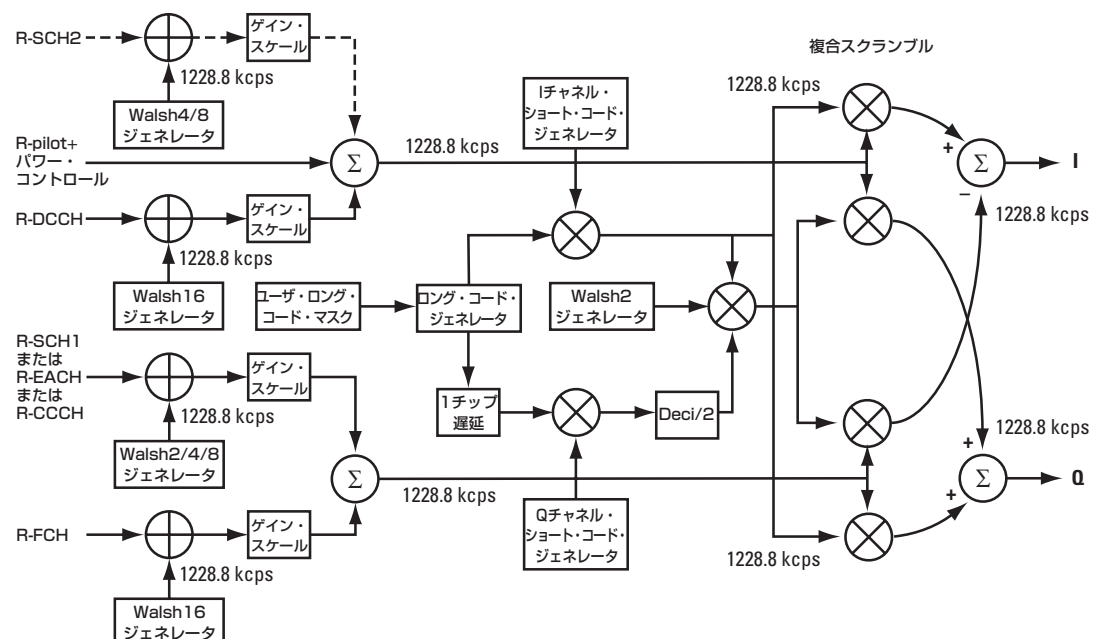 R-SCH2
ゲイン・
スケール
1228.8 kcps
Walsh4/8
ジェネレータ
R-pilot+
パワー・
コントロール
Σ
1228.8 kcps
R-DCCH
ゲイン・
スケール
1228.8 kcps
Walsh16
ジェネレータ
R-SCH1
または
R-EACH
または
R-CCCH
ゲイン・
スケール
1228.8 kcps
Walsh2/4/8
ジェネレータ
Σ
1228.8 kcps
R-FCH
ゲイン・
スケール
1228.8 kcps
Walsh16
ジェネレータ
Iチャネル・
ショート・コード・
ジェネレータ
ユーザ・ロング・
コード・マスク
ロング・コード・
ジェネレータ
Walsh2
ジェネレータ
1チップ
遅延
Deci/2
Qチャネル・
ショート・コード・
ジェネレータ
複合スクランブル
1228.8 kcps
+
Σ
I
−
1228.8 kcps
1228.8 kcps
+
Σ
Q
+
1228.8 kcps